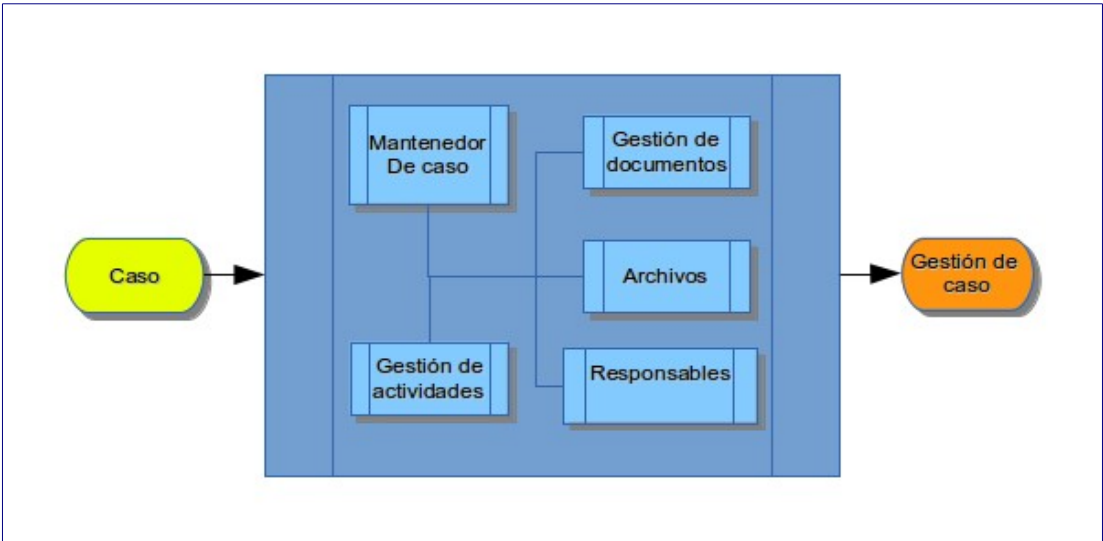 Mantenedor
De caso
Gestión de
documentos
Caso
Archivos
Gestión de
caso
Gestión de
actividades
Responsables